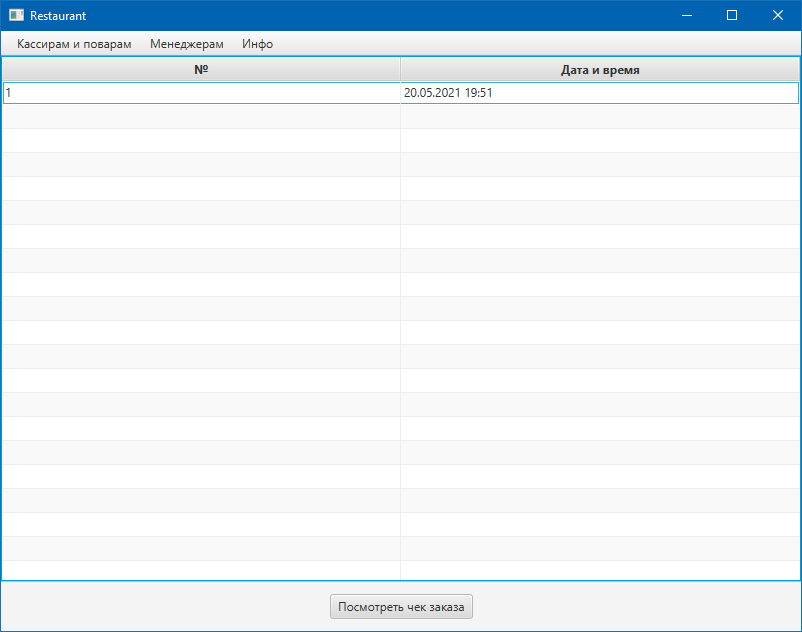 Restaurant
Кассирам и поварам Менеджерам Инфо
№ Дата и время
1 20.05.2021 19:51
Посмотреть чек заказа